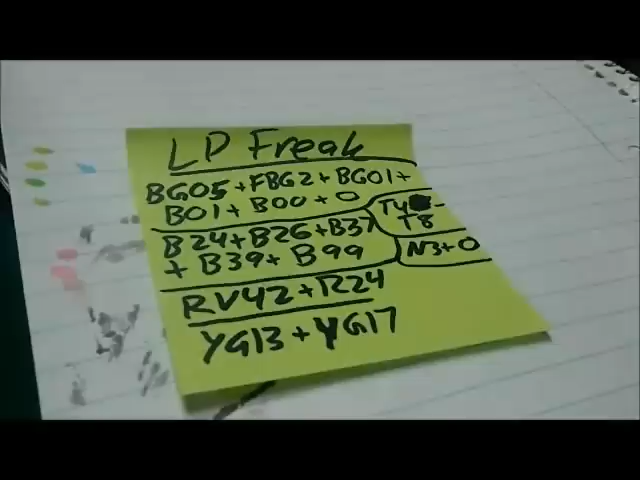 LP Freak
BG05+FBG2+BG01+
B01+B00+0
T4-
T8
B24+B26+B37
+B39+B99
N3+0
RV42+R24
YG13+YG17